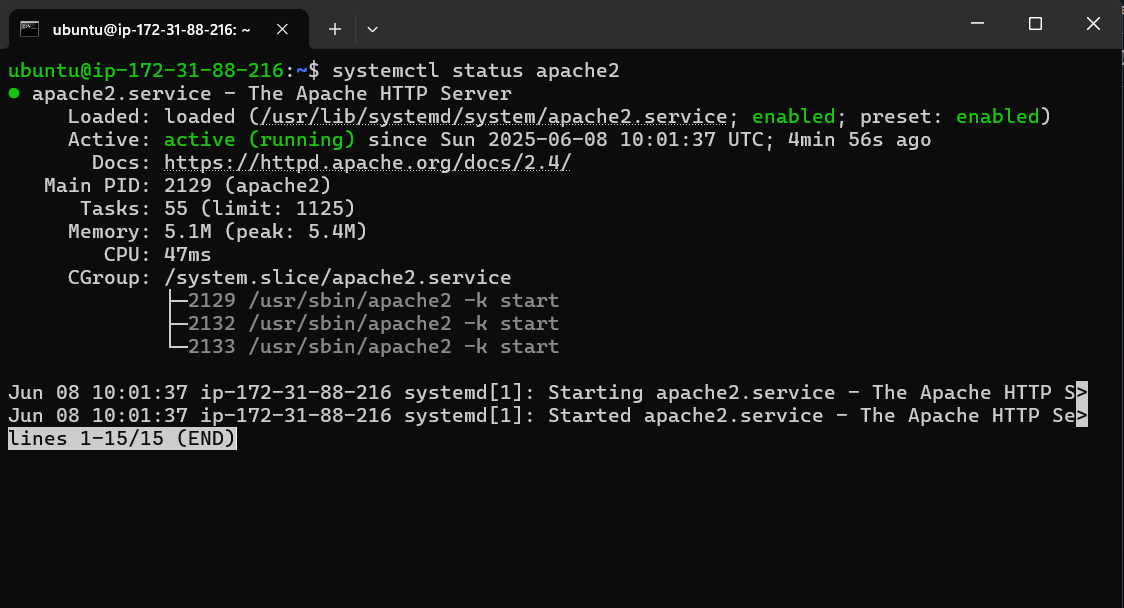 ubuntu@ip-172-31-88-216: ~
ubuntu@ip-172-31-88-216:~$ systemctl status apache2
● apache2.service - The Apache HTTP Server
     Loaded: loaded (/usr/lib/systemd/system/apache2.service; enabled; preset: enabled)
     Active: active (running) since Sun 2025-06-08 10:01:37 UTC; 4min 56s ago
       Docs: https://httpd.apache.org/docs/2.4/
   Main PID: 2129 (apache2)
      Tasks: 55 (limit: 1125)
     Memory: 5.1M (peak: 5.4M)
        CPU: 47ms
     CGroup: /system.slice/apache2.service
             ├─2129 /usr/sbin/apache2 -k start
             ├─2132 /usr/sbin/apache2 -k start
             └─2133 /usr/sbin/apache2 -k start
Jun 08 10:01:37 ip-172-31-88-216 systemd[1]: Starting apache2.service - The Apache HTTP S>
Jun 08 10:01:37 ip-172-31-88-216 systemd[1]: Started apache2.service - The Apache HTTP Se>
lines 1-15/15 (END)